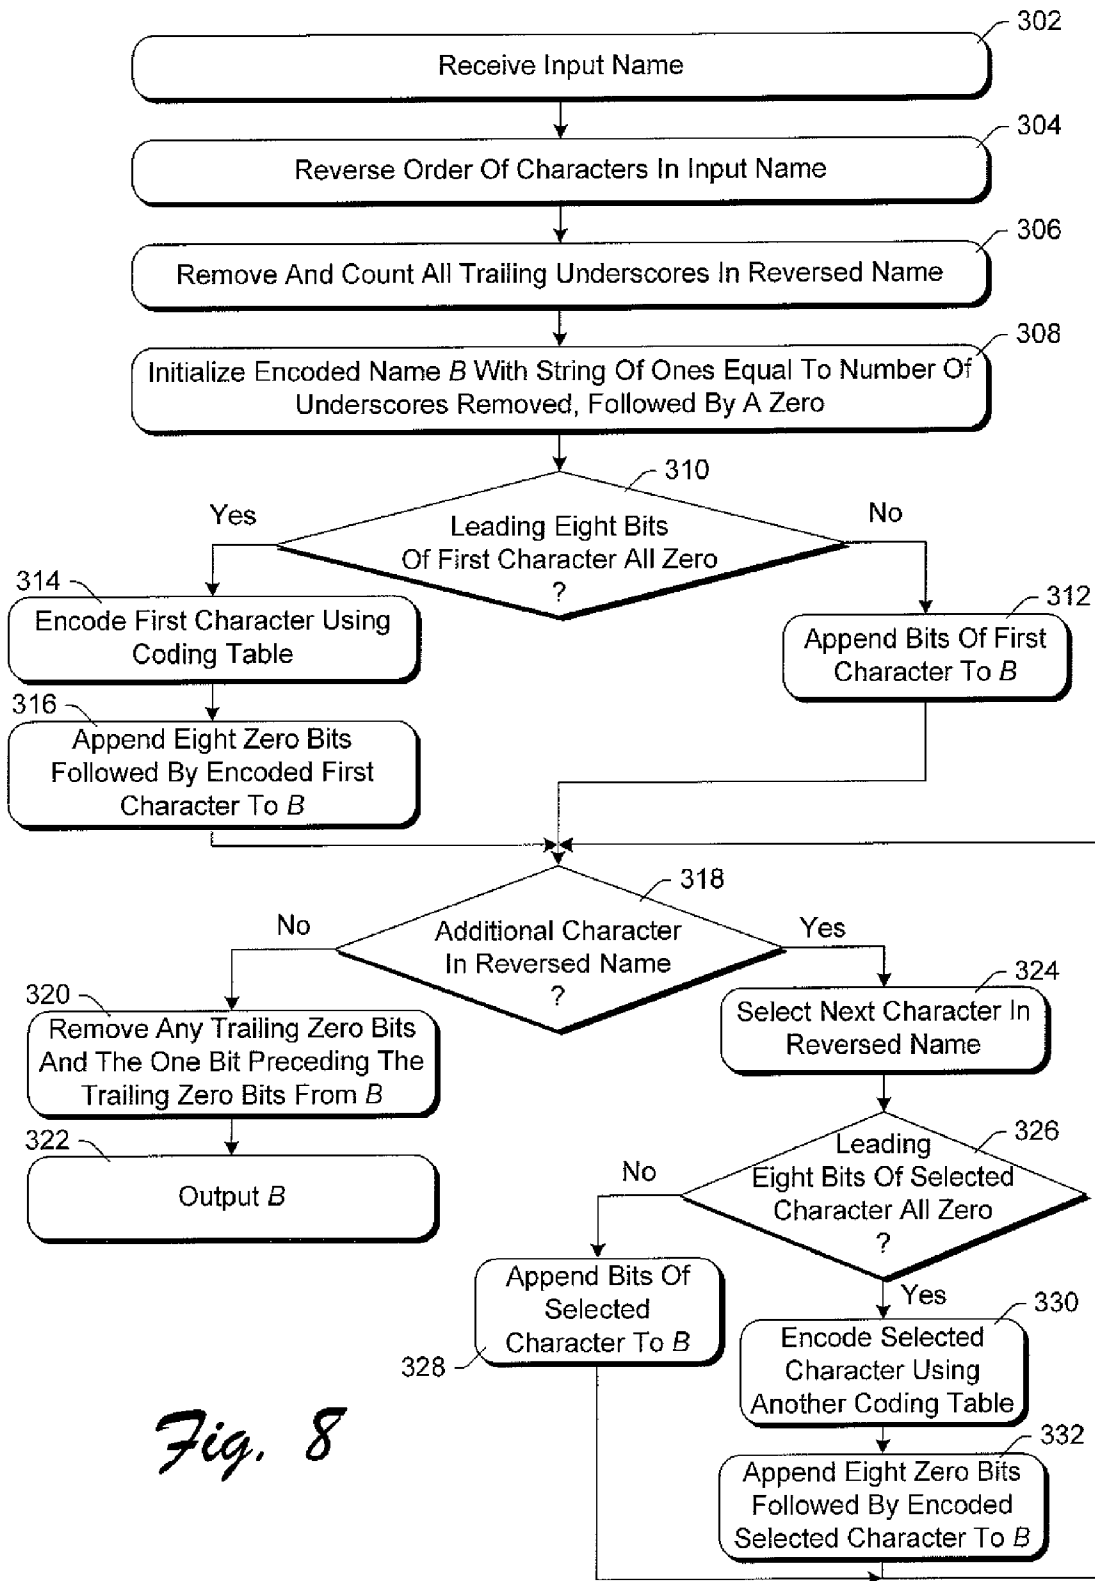 302
Receive Input Name
304
Reverse Order Of Characters In Input Name
306
Remove And Count All Trailing Underscores In Reversed Name
308
Initialize Encoded Name B With String Of Ones Equal To Number Of
Underscores Removed, Followed By A Zero
310
Yes
No
Leading Eight Bits
Of First Character All Zero
?
314
Encode First Character Using
Coding Table
312
Append Bits Of First
Character To B
316
Append Eight Zero Bits
Followed By Encoded First
Character To B
318
No
Yes
Additional Character
In Reversed Name
?
320
Remove Any Trailing Zero Bits
And The One Bit Preceding The
Trailing Zero Bits From B
324
Select Next Character In
Reversed Name
322
Output B
326
No
Leading
Eight Bits Of Selected
Character All Zero
?
Yes
328
Append Bits Of
Selected
Character To B
330
Encode Selected
Character Using
Another Coding Table
332
Append Eight Zero Bits
Followed By Encoded
Selected Character To B
Fig. 8